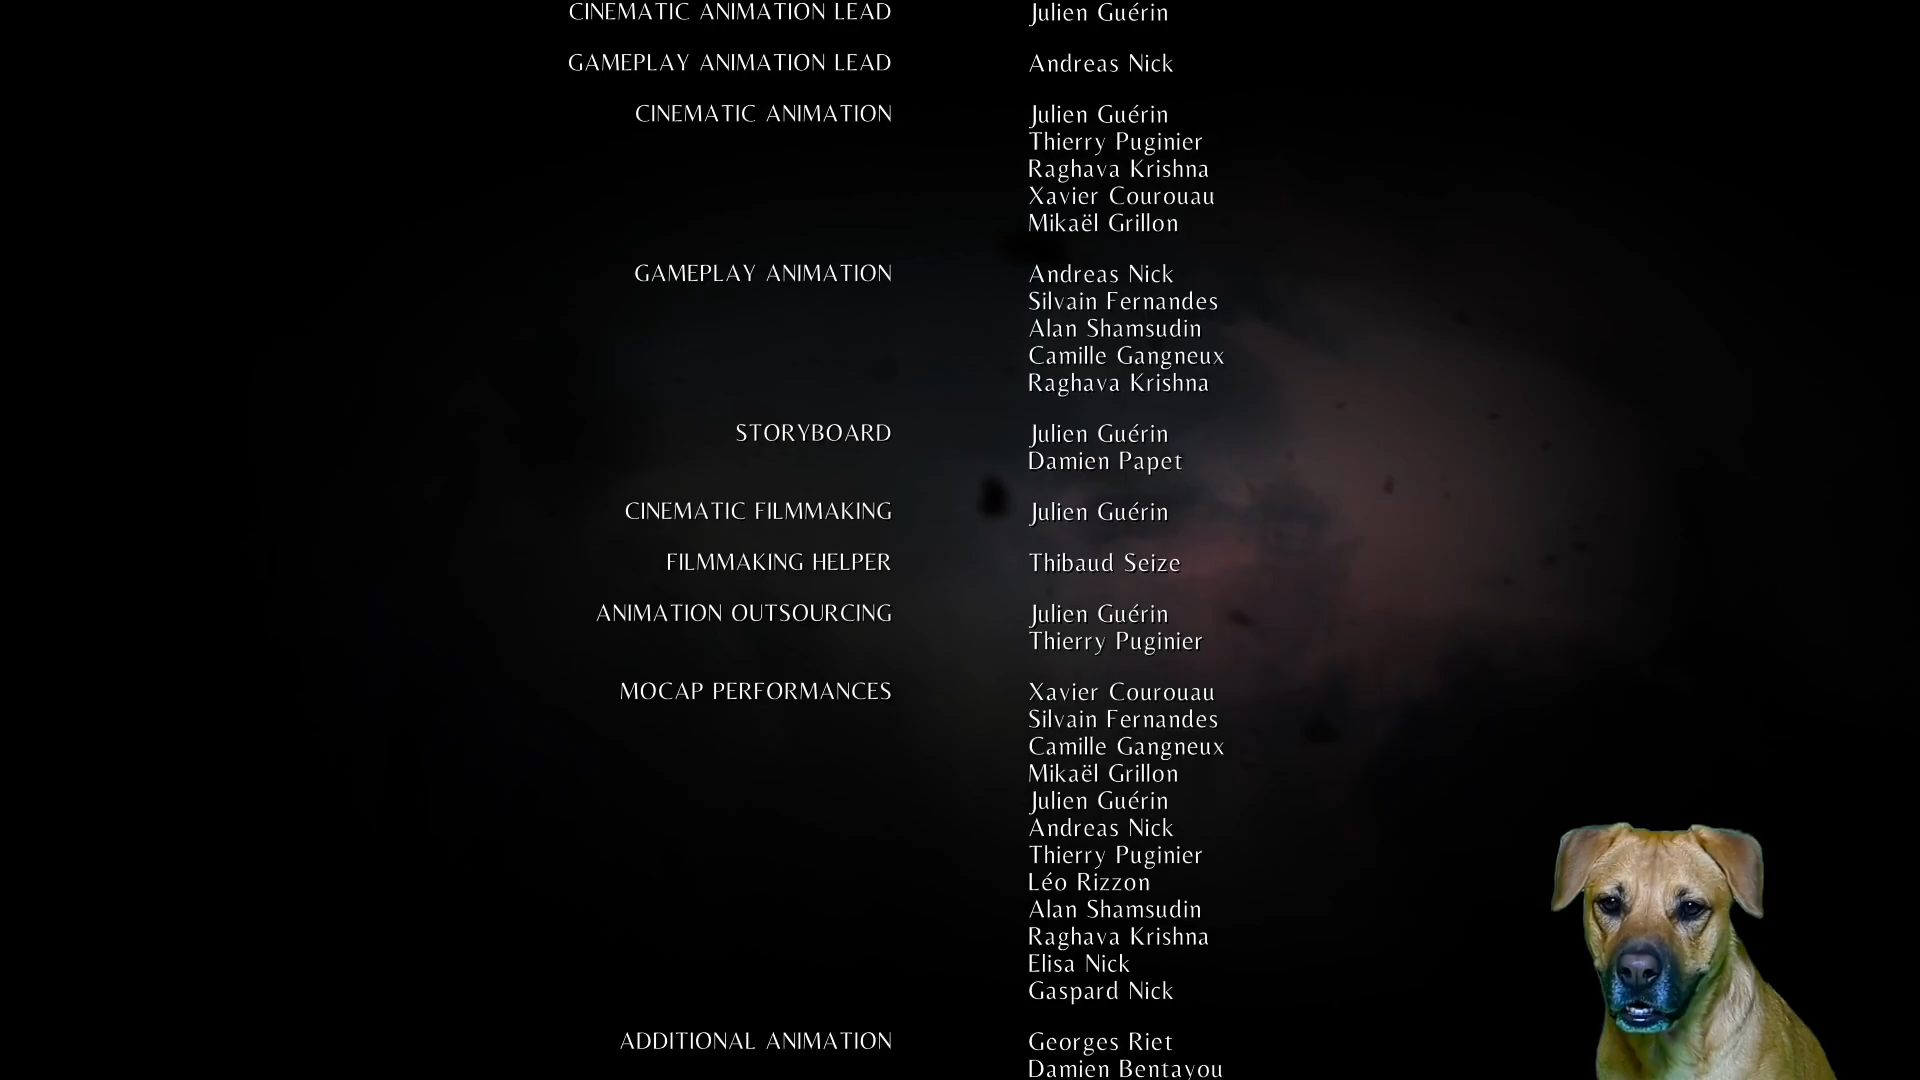 CINEMATIC ANIMATION LEAD Julien Guérin
GAMEPLAY ANIMATION LEAD Andreas Nick
CINEMATIC ANIMATION Julien Guérin
Thierry Puginier
Raghava Krishna
Xavier Courouau
Mikaël Grillon
GAMEPLAY ANIMATION Andreas Nick
Silvain Fernandes
Alan Shamsudin
Camille Gangneux
Raghava Krishna
STORYBOARD Julien Guérin
Damien Papet
CINEMATIC FILMMAKING Julien Guérin
FILMMAKING HELPER Thibaud Seize
ANIMATION OUTSOURCING Julien Guérin
Thierry Puginier
MOCAP PERFORMANCES Xavier Courouau
Silvain Fernandes
Camille Gangneux
Mikaël Grillon
Julien Guérin
Andreas Nick
Thierry Puginier
Léo Rizzon
Alan Shamsudin
Raghava Krishna
Elisa Nick
Gaspard Nick
ADDITIONAL ANIMATION Georges Riet
Damien Bentayou